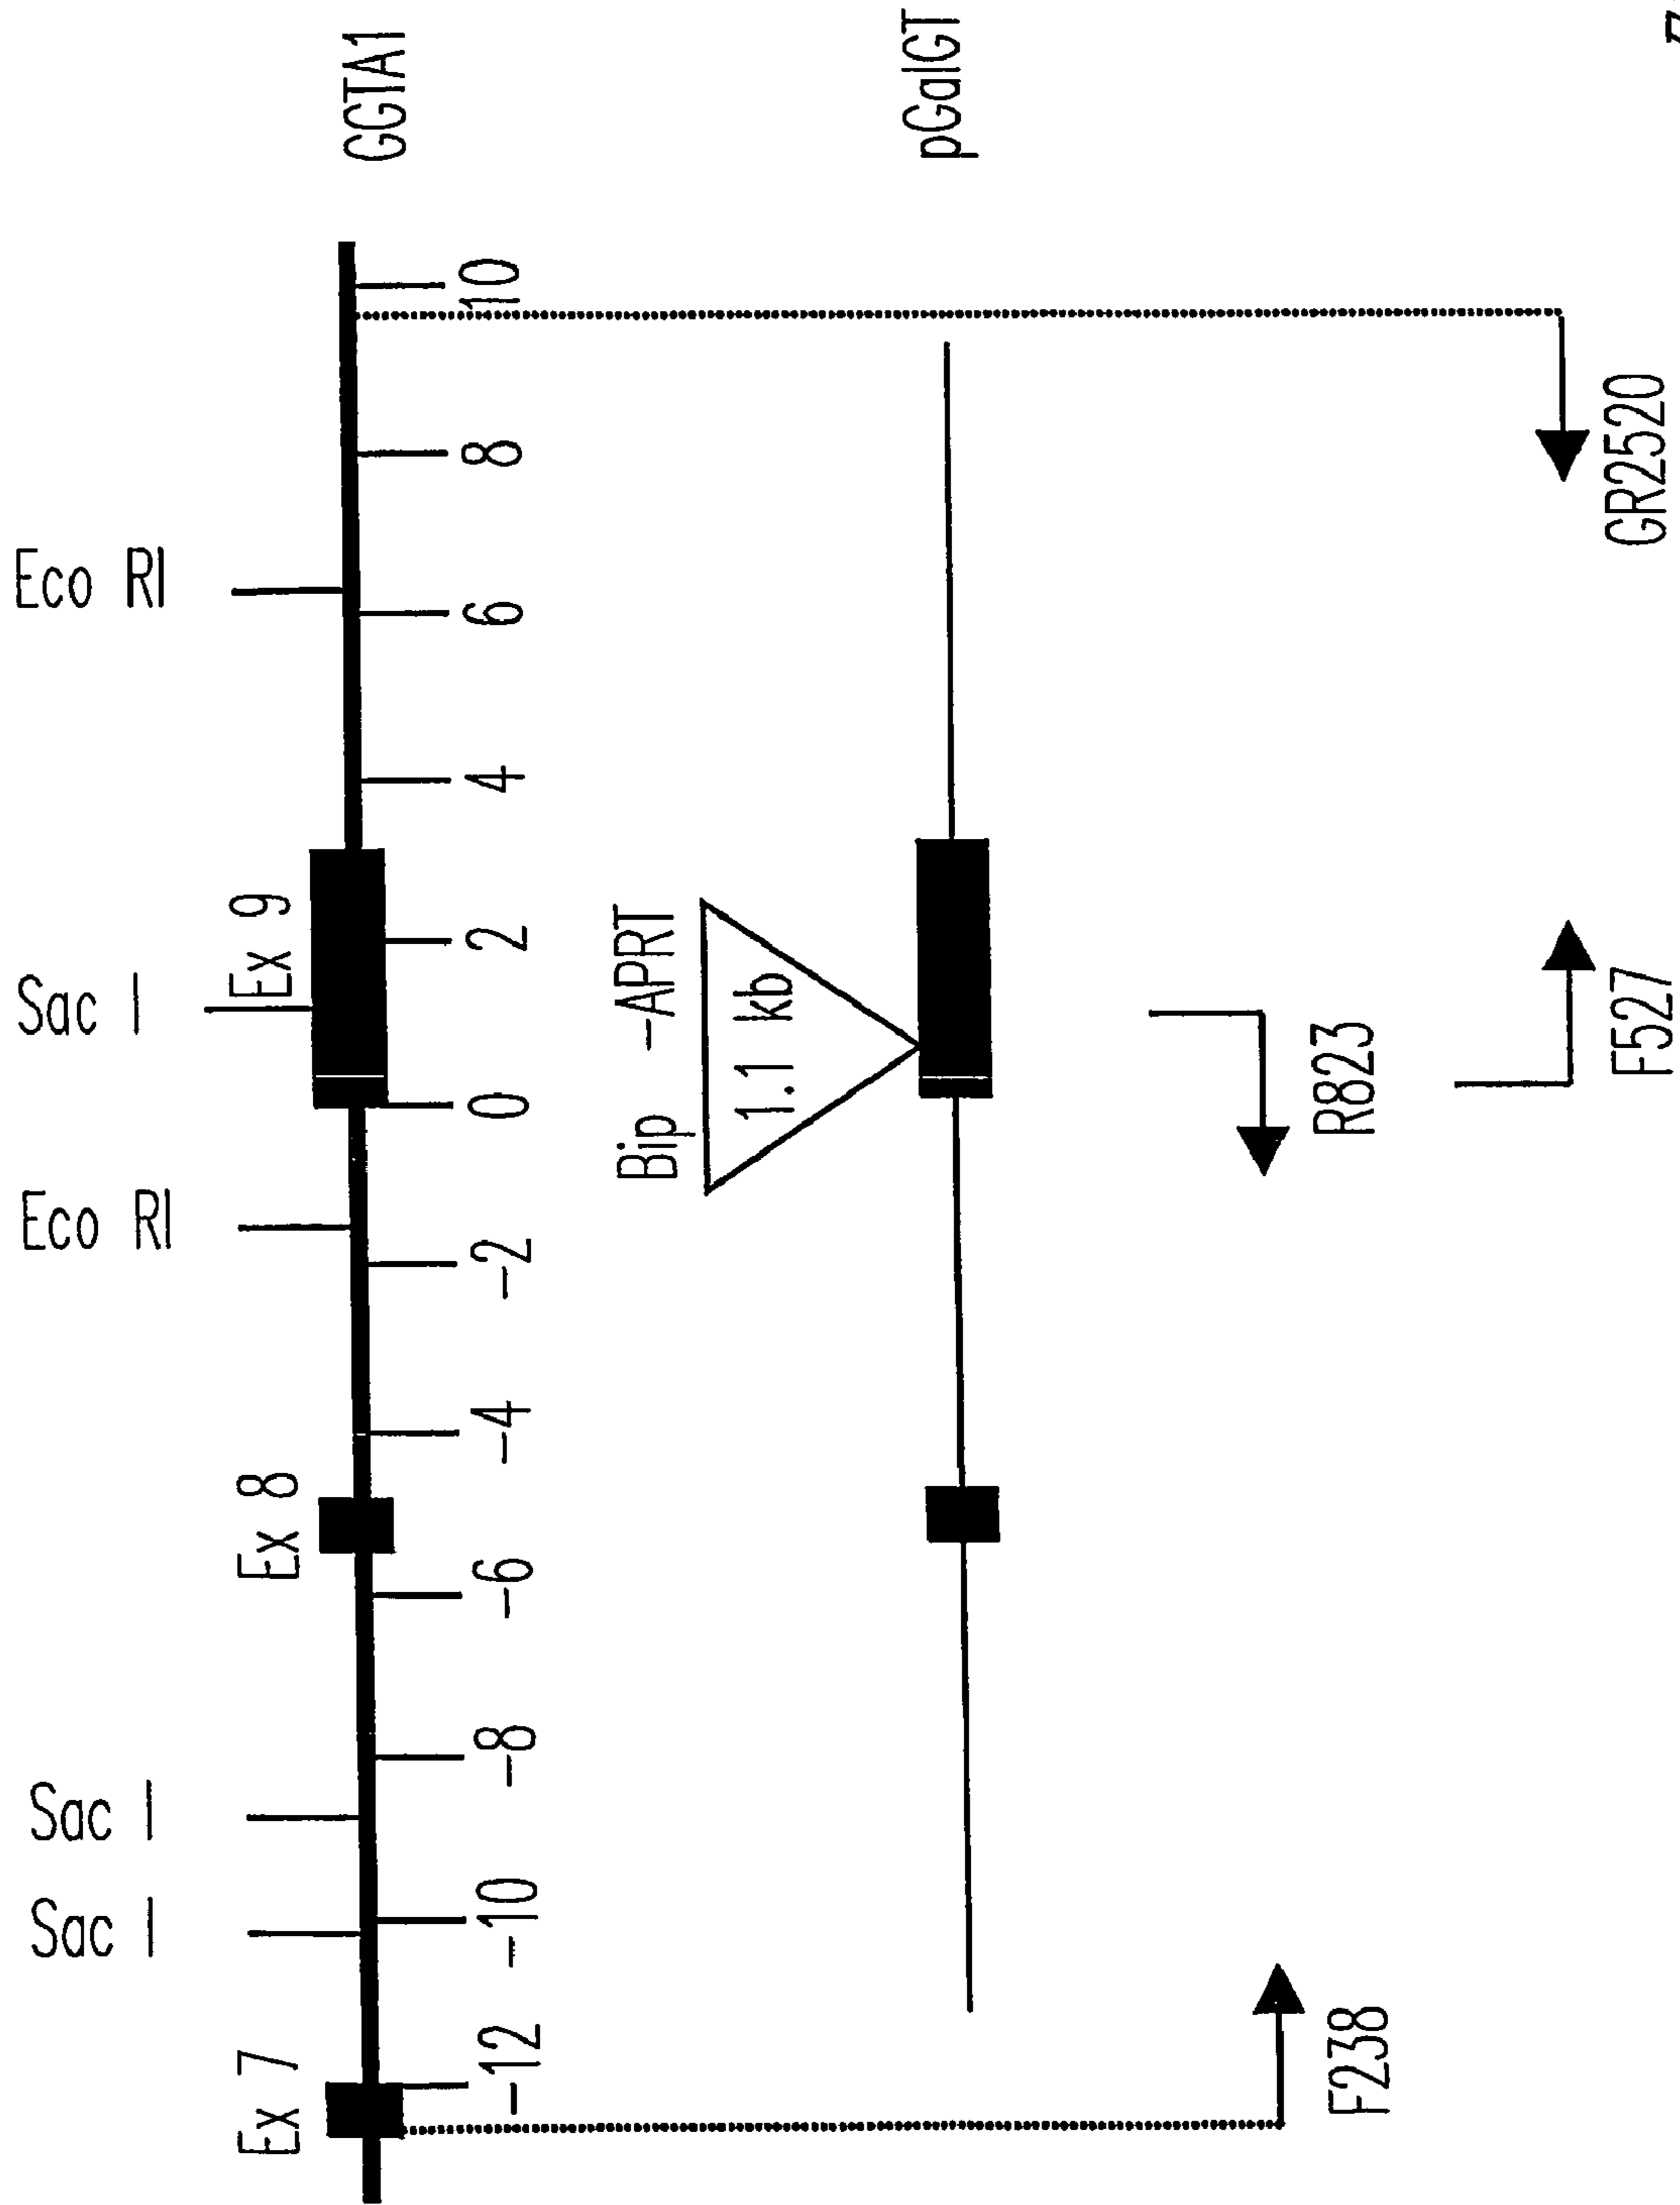 Sac I Sac I Eco RI Sac I Eco RI
Ex 7 Ex 8 Ex 9
GGTA1
-12 -10 -8 -6 -4 -2 0 2 4 6 8 10
Bip -APRT
1.1 kb
pGalGT
F238 R823
F527 GR2520